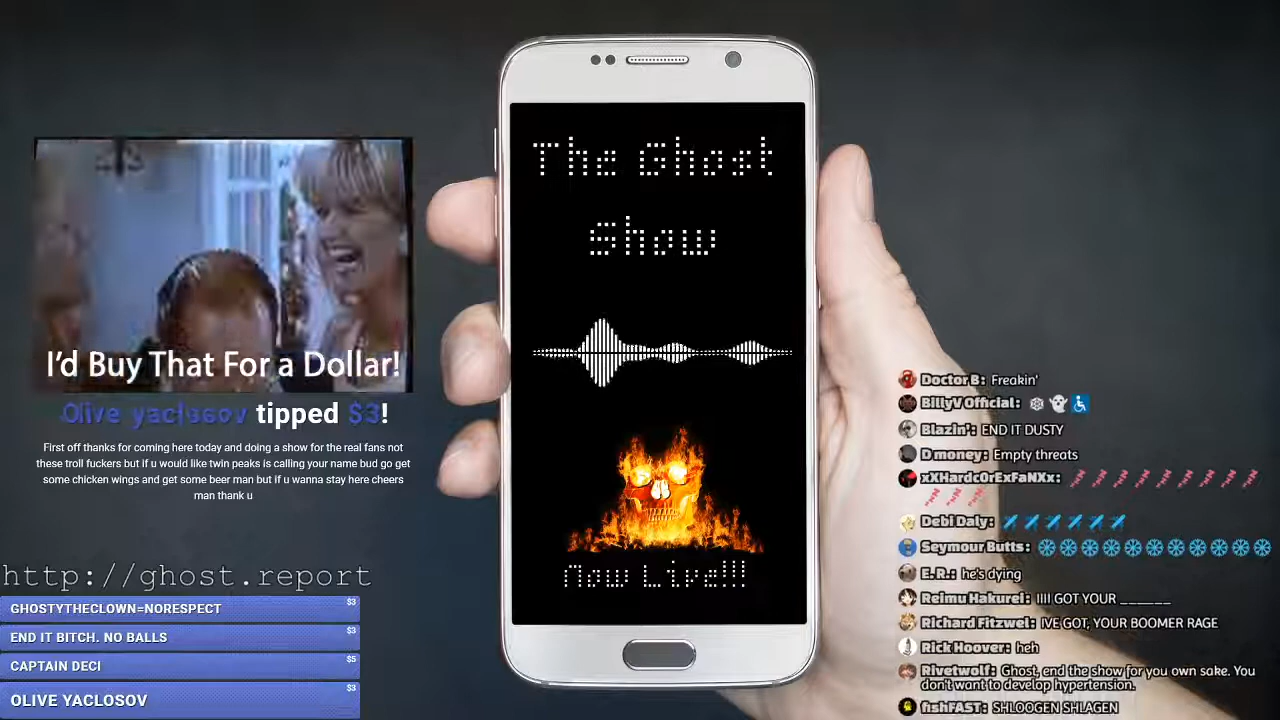 The Ghost
Show
Now Live!!!
I'd Buy That For a Dollar!
Olive yaclosov tipped $3!
First off thanks for coming here today and doing a show for the real fans not
these troll fuckers but if u would like twin peaks is calling your name bud go get
some chicken wings and get some beer man but if u wanna stay here cheers
man thank u
http://ghost.report
GHOSTYTHECLOWN=NORESPECT $3
END IT BITCH. NO BALLS $3
CAPTAIN DECI $5
OLIVE YACLOSOV $3
Doctor B: Freakin'
BillyV Official:
Blazin': END IT DUSTY
D money: Empty threats
xXHardc0rExFaNXx:
Debi Daly:
Seymour Butts:
E.R.: he's dying
Reimu Hakurei: IIII GOT YOUR ______
Richard Fitzwel: IVE GOT, YOUR BOOMER RAGE
Rick Hoover: heh
Rivetwolf: Ghost, end the show for you own sake. You
don't want to develop hypertension.
fishFAST: SHLOOGEN SHLAGEN